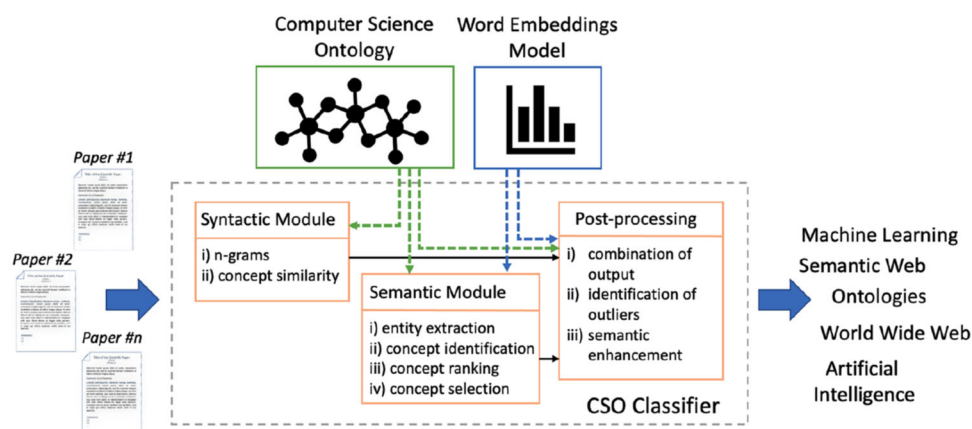 Computer Science
Ontology
Word Embeddings
Model
Paper #1
Paper #2
Paper #n
Syntactic Module
i) n-grams
ii) concept similarity
Semantic Module
i) entity extraction
ii) concept identification
iii) concept ranking
iv) concept selection
Post-processing
i) combination of
output
ii) identification of
outliers
iii) semantic
enhancement
CSO Classifier
Machine Learning
Semantic Web
Ontologies
World Wide Web
Artificial
Intelligence